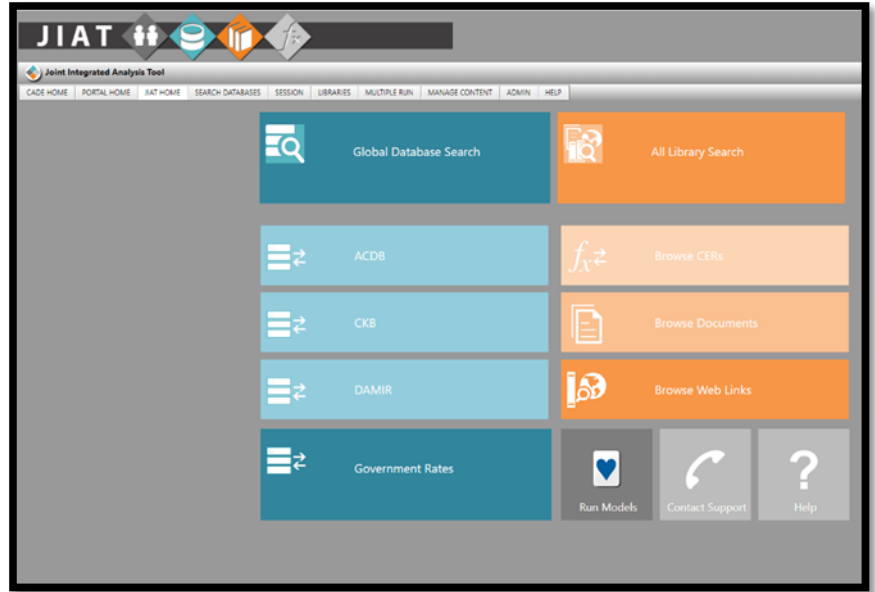 JIAT
fx
Joint Integrated Analysis Tool
CADE HOME PORTAL HOME JIAT HOME SEARCH DATABASES SESSION LIBRARIES MULTIPLE RUN MANAGE CONTENT ADMIN HELP
Global Database Search
All Library Search
ACDB
fx
Browse CERs
CKB
Browse Documents
DAMIR
Browse Web Links
Government Rates
Run Models
Contact Support
?
Help